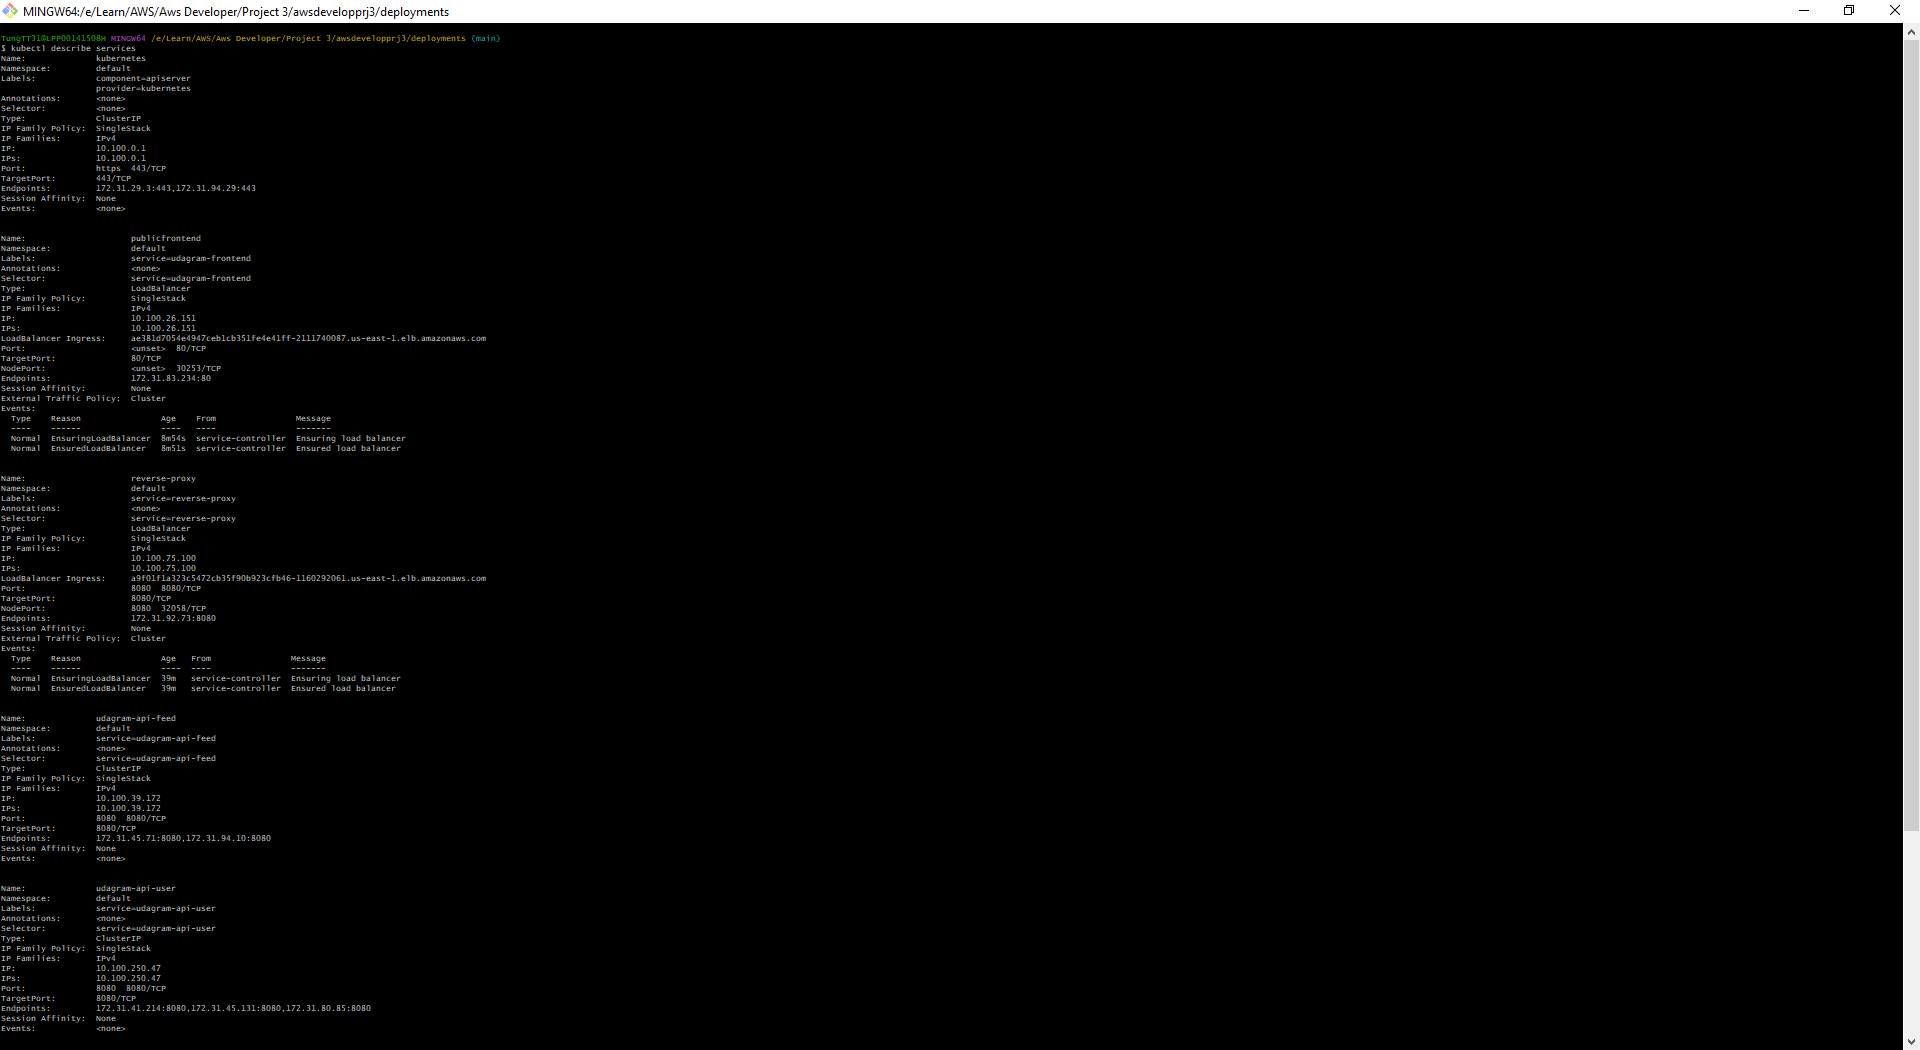 MINGW64:/e/Learn/AWS/Aws Developer/Project 3/awsdevelopprj3/deployments
TungTT31@LPP00141508H MINGW64 /e/Learn/AWS/Aws Developer/Project 3/awsdevelopprj3/deployments (main)
$ kubectl describe services
Name:              kubernetes
Namespace:         default
Labels:            component=apiserver
                   provider=kubernetes
Annotations:       <none>
Selector:          <none>
Type:              ClusterIP
IP Family Policy:  SingleStack
IP Families:       IPv4
IP:                10.100.0.1
IPs:               10.100.0.1
Port:              https  443/TCP
TargetPort:        443/TCP
Endpoints:         172.31.29.3:443,172.31.94.29:443
Session Affinity:  None
Events:            <none>
Name:                     publicfrontend
Namespace:                default
Labels:                   service=udagram-frontend
Annotations:              <none>
Selector:                 service=udagram-frontend
Type:                     LoadBalancer
IP Family Policy:         SingleStack
IP Families:              IPv4
IP:                       10.100.26.151
IPs:                      10.100.26.151
LoadBalancer Ingress:     ae381d7054e4947ceb1cb351fe4e41ff-2111740087.us-east-1.elb.amazonaws.com
Port:                     <unset>  80/TCP
TargetPort:               80/TCP
NodePort:                 <unset>  30253/TCP
Endpoints:                172.31.83.234:80
Session Affinity:         None
External Traffic Policy:  Cluster
Events:
  Type    Reason                Age    From                Message
  ----    ------                ----   ----                -------
  Normal  EnsuringLoadBalancer  8m54s  service-controller  Ensuring load balancer
  Normal  EnsuredLoadBalancer   8m51s  service-controller  Ensured load balancer
Name:                     reverse-proxy
Namespace:                default
Labels:                   service=reverse-proxy
Annotations:              <none>
Selector:                 service=reverse-proxy
Type:                     LoadBalancer
IP Family Policy:         SingleStack
IP Families:              IPv4
IP:                       10.100.75.100
IPs:                      10.100.75.100
LoadBalancer Ingress:     a9f01f1a323c5472cb35f90b923cfb46-1160292061.us-east-1.elb.amazonaws.com
Port:                     8080  8080/TCP
TargetPort:               8080/TCP
NodePort:                 8080  32058/TCP
Endpoints:                172.31.92.73:8080
Session Affinity:         None
External Traffic Policy:  Cluster
Events:
  Type    Reason                Age   From                Message
  ----    ------                ----  ----                -------
  Normal  EnsuringLoadBalancer  39m   service-controller  Ensuring load balancer
  Normal  EnsuredLoadBalancer   39m   service-controller  Ensured load balancer
Name:              udagram-api-feed
Namespace:         default
Labels:            service=udagram-api-feed
Annotations:       <none>
Selector:          service=udagram-api-feed
Type:              ClusterIP
IP Family Policy:  SingleStack
IP Families:       IPv4
IP:                10.100.39.172
IPs:               10.100.39.172
Port:              8080  8080/TCP
TargetPort:        8080/TCP
Endpoints:         172.31.45.71:8080,172.31.94.10:8080
Session Affinity:  None
Events:            <none>
Name:              udagram-api-user
Namespace:         default
Labels:            service=udagram-api-user
Annotations:       <none>
Selector:          service=udagram-api-user
Type:              ClusterIP
IP Family Policy:  SingleStack
IP Families:       IPv4
IP:                10.100.250.47
IPs:               10.100.250.47
Port:              8080  8080/TCP
TargetPort:        8080/TCP
Endpoints:         172.31.41.214:8080,172.31.45.131:8080,172.31.80.85:8080
Session Affinity:  None
Events:            <none>